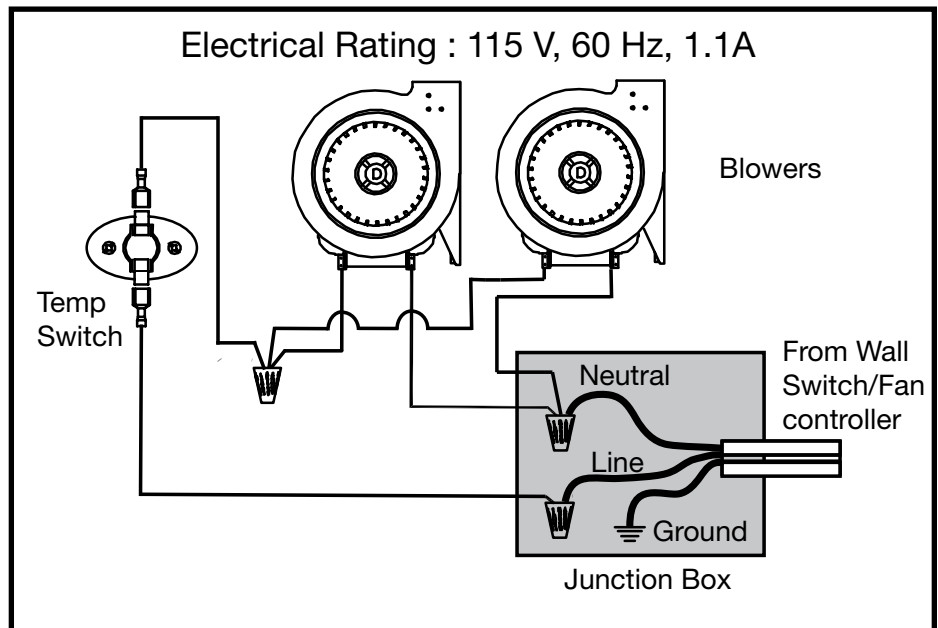 Electrical Rating : 115 V, 60 Hz, 1.1A
D
D
Blowers
Temp
Switch
From Wall
Switch/Fan
controller
Neutral
Line
Ground
Junction Box